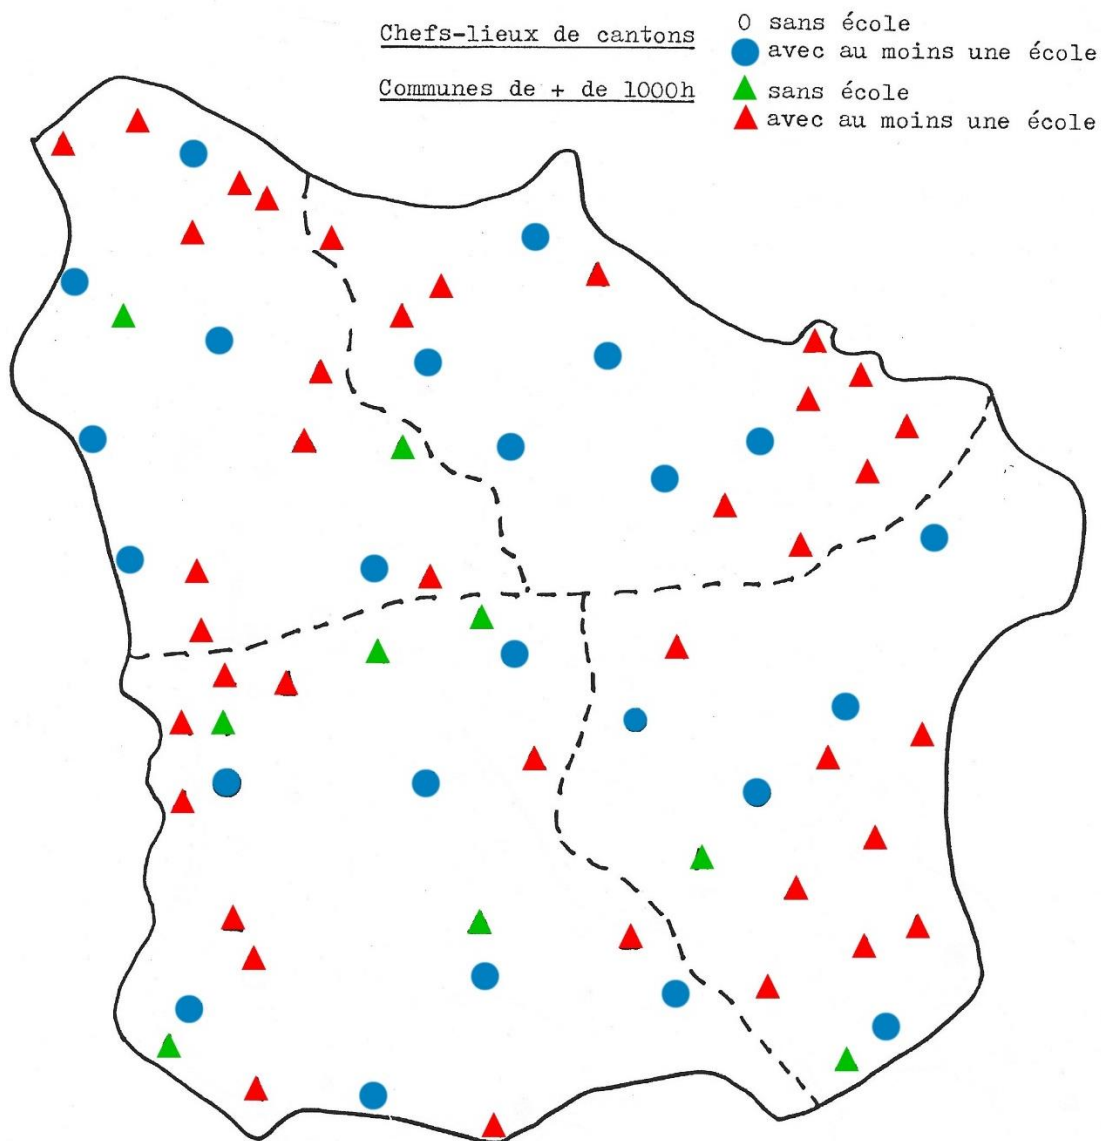 Chefs-lieux de cantons
O sans école
avec au moins une école
Communes de + de 1000h
sans école
avec au moins une école